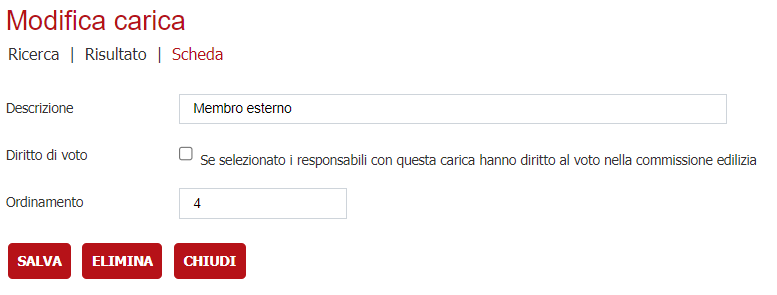 Modifica carica
Ricerca | Risultato | Scheda
Descrizione Membro esterno
Diritto di voto Se selezionato i responsabili con questa carica hanno diritto al voto nella commissione edilizia
Ordinamento 4
SALVA ELIMINA CHIUDI